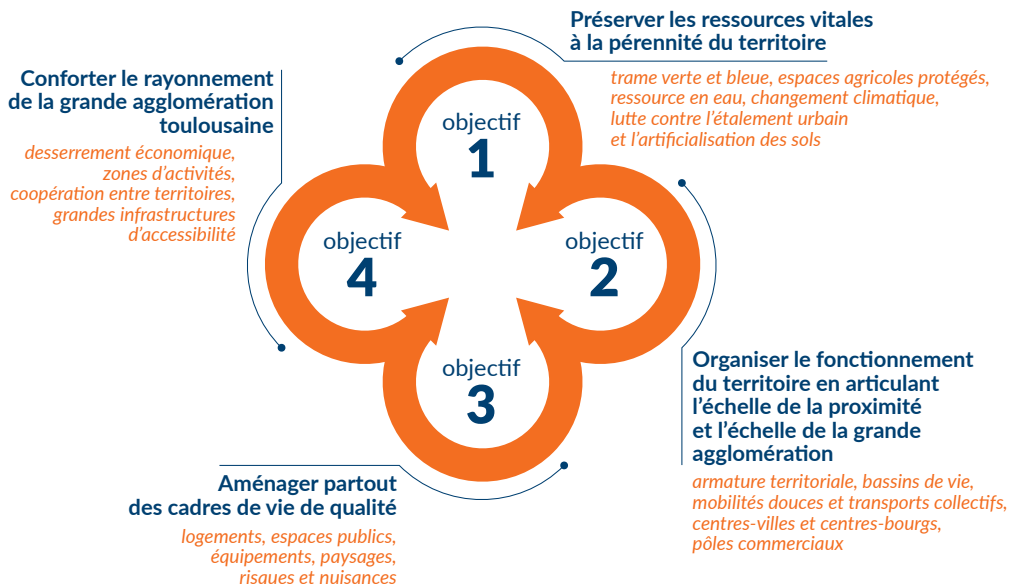 Préserver les ressources vitales
à la pérennité du territoire
trame verte et bleue, espaces agricoles protégés,
ressource en eau, changement climatique,
lutte contre l’étalement urbain
et l’artificialisation des sols
Conforter le rayonnement
de la grande agglomération
toulousaine
desserrement économique,
zones d’activités,
coopération entre territoires,
grandes infrastructures
d’accessibilité
objectif
1
objectif
4
objectif
2
objectif
3
Organiser le fonctionnement
du territoire en articulant
l’échelle de la proximité
et l’échelle de la grande
agglomération
armature territoriale, bassins de vie,
mobilités douces et transports collectifs,
centres-villes et centres-bourgs,
pôles commerciaux
Aménager partout
des cadres de vie de qualité
logements, espaces publics,
équipements, paysages,
risques et nuisances